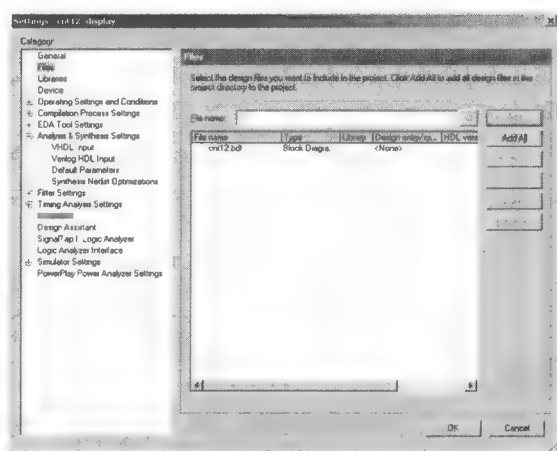 Settings - cnt12_display
Category:
General
Files
Libraries
Device
Operating Settings and Conditions
Compilation Process Settings
EDA Tool Settings
Analysis & Synthesis Settings
VHDL Input
Verilog HDL Input
Default Parameters
Synthesis Netlist Optimizations
Fitter Settings
Timing Analysis Settings
Design Assistant
SignalTap II Logic Analyzer
Logic Analyzer Interface
Simulator Settings
PowerPlay Power Analyzer Settings
Files
Select the design files you want to include in the project. Click Add All to add all design files in the
project directory to the project.
File name:
File name Type Library Design entry/sy... HDL vers
Add All
cnt12.bdf Block Diagra. <None>
OK Cancel